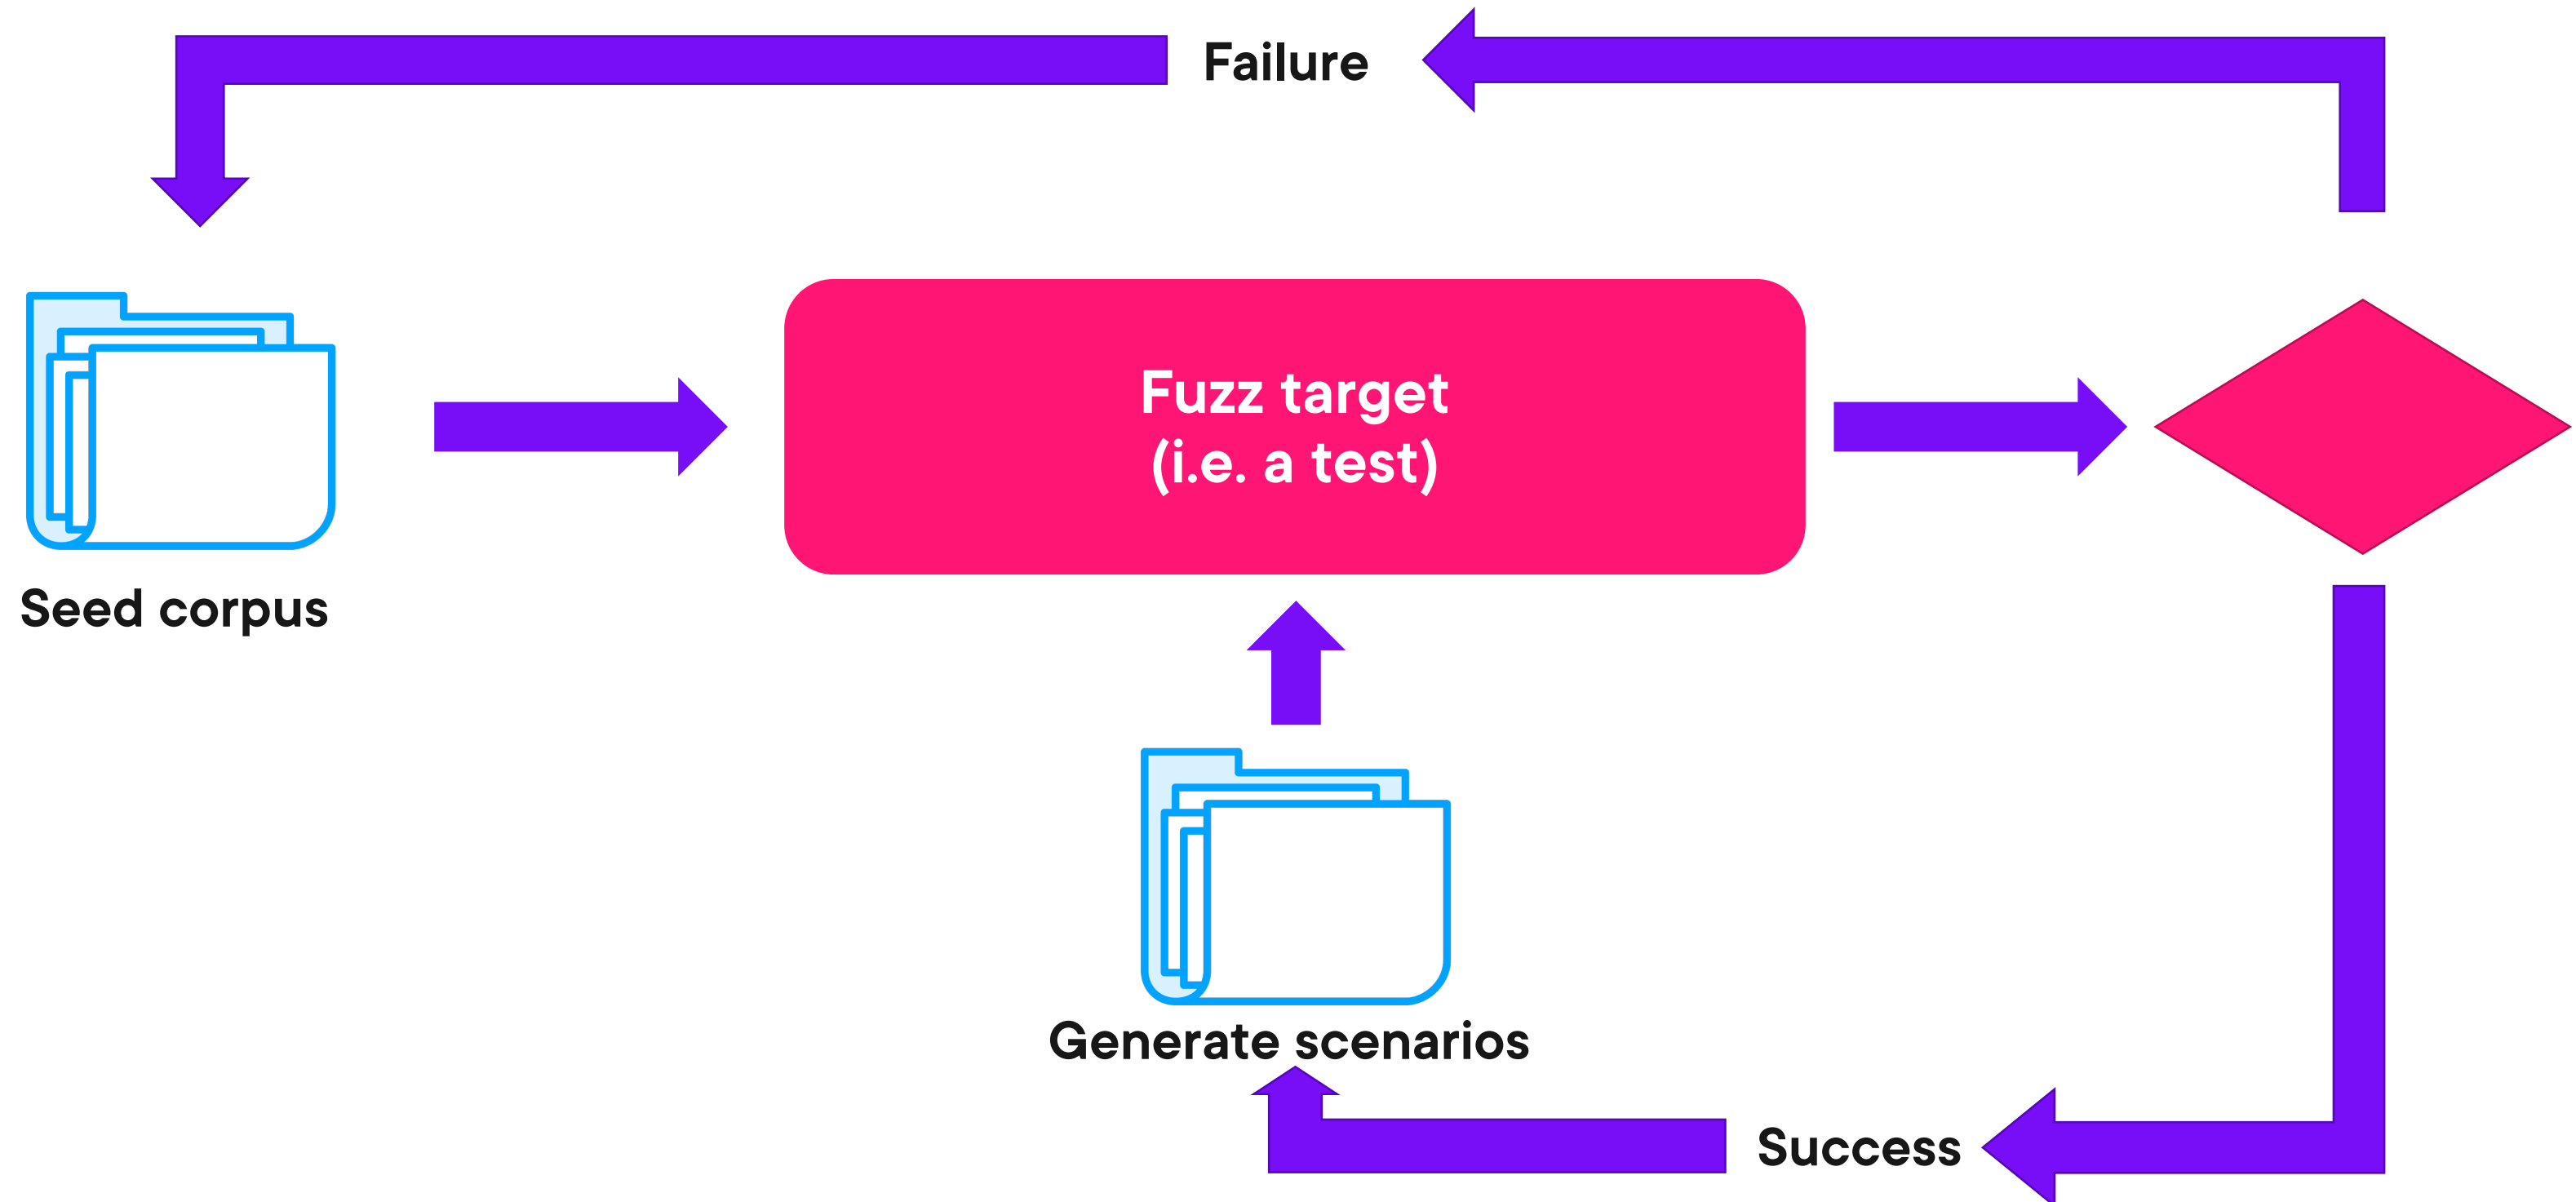 Failure
Fuzz target
(i.e. a test)
Seed corpus
Generate scenarios
Success